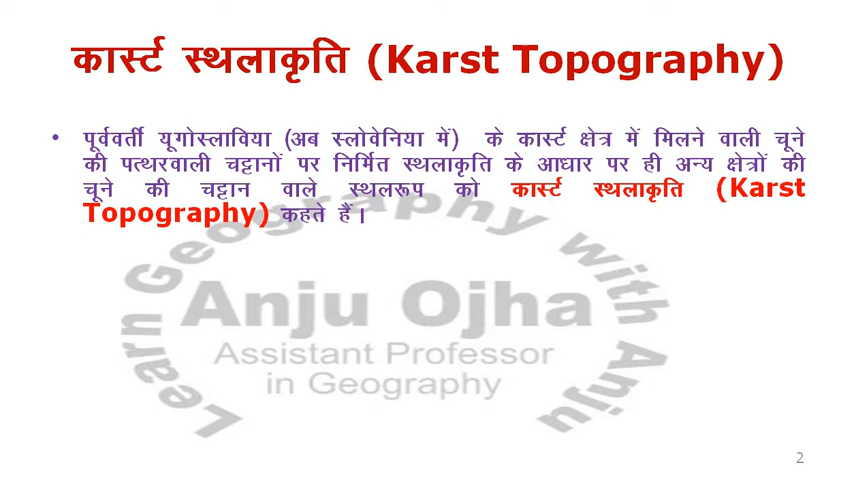 कार्स्ट स्थलाकृति (Karst Topography)
• पूर्ववर्ती यूगोस्लाविया (अब स्लोवेनिया में) के कार्स्ट क्षेत्र में मिलने वाली चूने
की पत्थरवाली चट्टानों पर निर्मित स्थलाकृति के आधार पर ही अन्य क्षेत्रों की
चूने की चट्टान वाले स्थलरूप को कार्स्ट स्थलाकृति (Karst
Topography) कहते हैं।
Learn Geography with Anju
Anju Ojha
Assistant Professor
in Geography
2